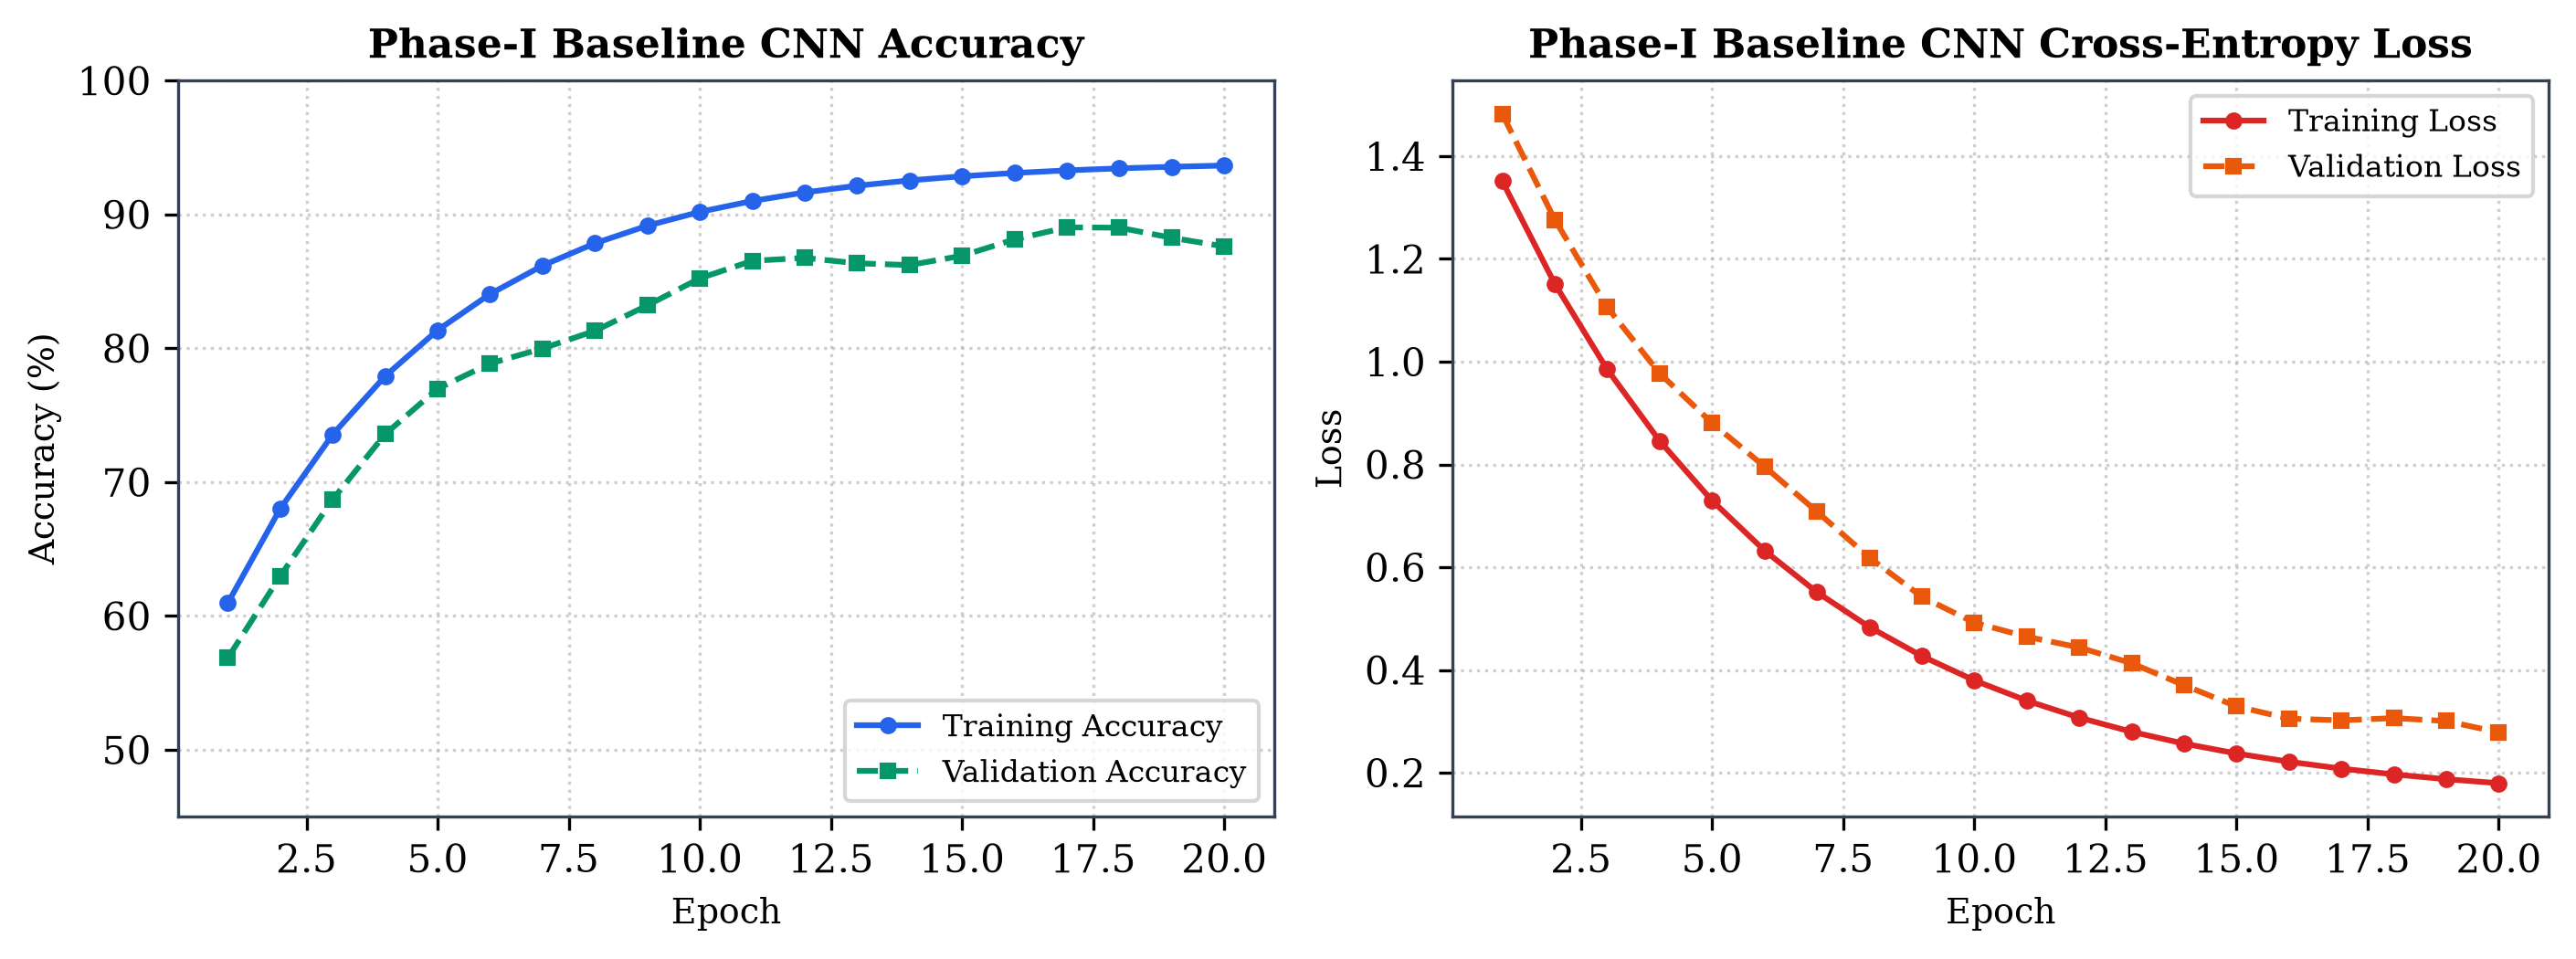 Phase-I Baseline CNN Accuracy
100
90
80
70
60
50
Accuracy (%)
Training Accuracy
Validation Accuracy
2.5 5.0 7.5 10.0 12.5 15.0 17.5 20.0
Epoch
Phase-I Baseline CNN Cross-Entropy Loss
1.4
1.2
1.0
0.8
0.6
0.4
0.2
Loss
Training Loss
Validation Loss
2.5 5.0 7.5 10.0 12.5 15.0 17.5 20.0
Epoch